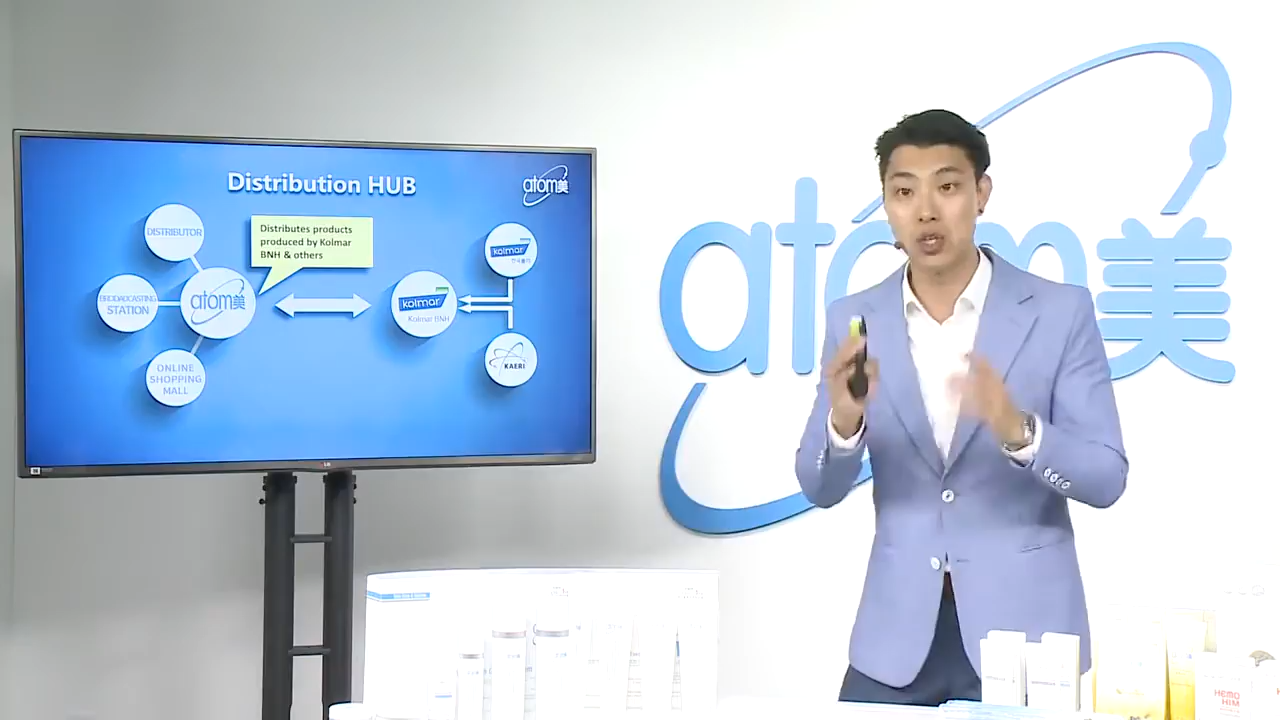 Distribution HUB
atom美
DISTRIBUTOR
Distributes products
produced by Kolmar
BNH & others
BRODADCASTING
STATION
atom美
ONLINE
SHOPPING
MALL
kolmar
Kolmar BNH
kolmar
KAERI
atom美
HEMO
HIM